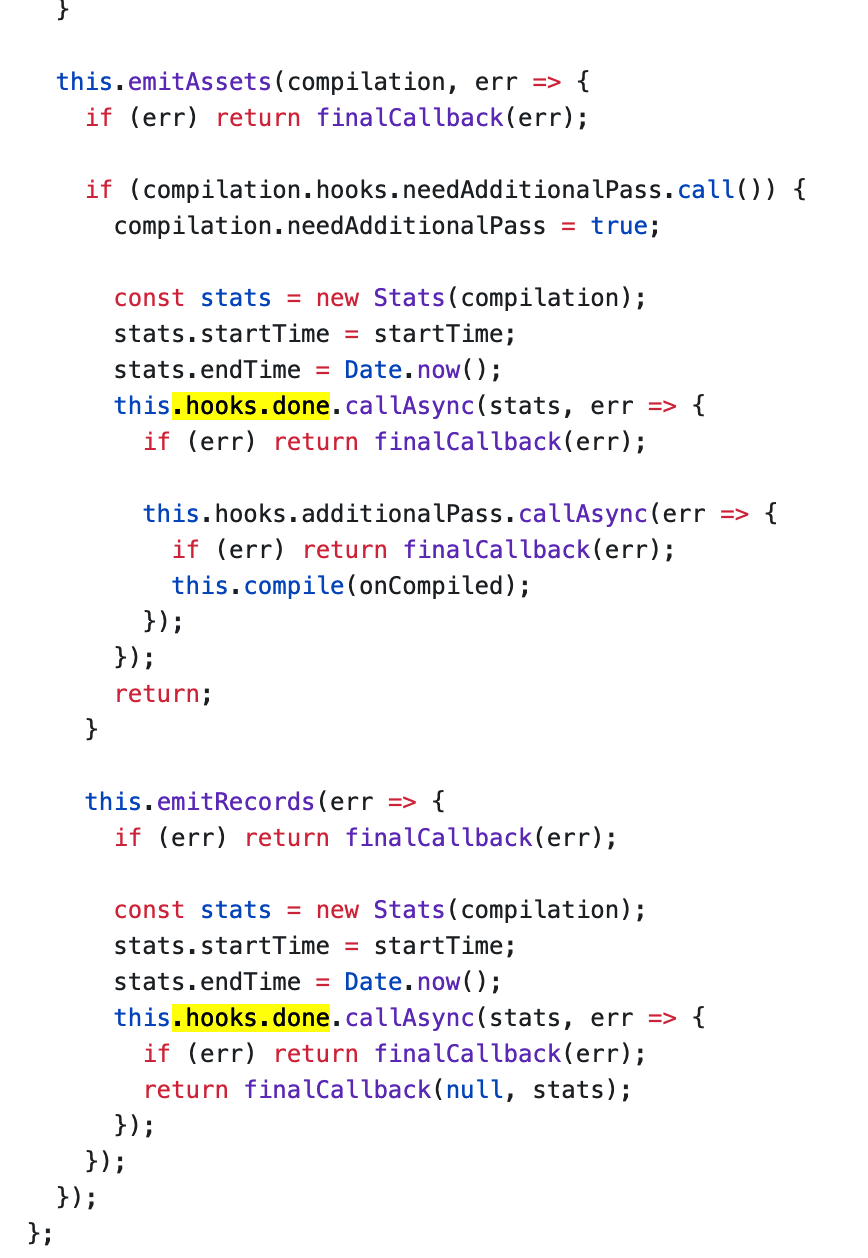 }
this.emitAssets(compilation, err => {
if (err) return finalCallback(err);
if (compilation.hooks.needAdditionalPass.call()) {
compilation.needAdditionalPass = true;
const stats = new Stats(compilation);
stats.startTime = startTime;
stats.endTime = Date.now();
this.hooks.done.callAsync(stats, err => {
if (err) return finalCallback(err);
this.hooks.additionalPass.callAsync(err => {
if (err) return finalCallback(err);
this.compile(onCompiled);
});
});
return;
}
this.emitRecords(err => {
if (err) return finalCallback(err);
const stats = new Stats(compilation);
stats.startTime = startTime;
stats.endTime = Date.now();
this.hooks.done.callAsync(stats, err => {
if (err) return finalCallback(err);
return finalCallback(null, stats);
});
});
});
};